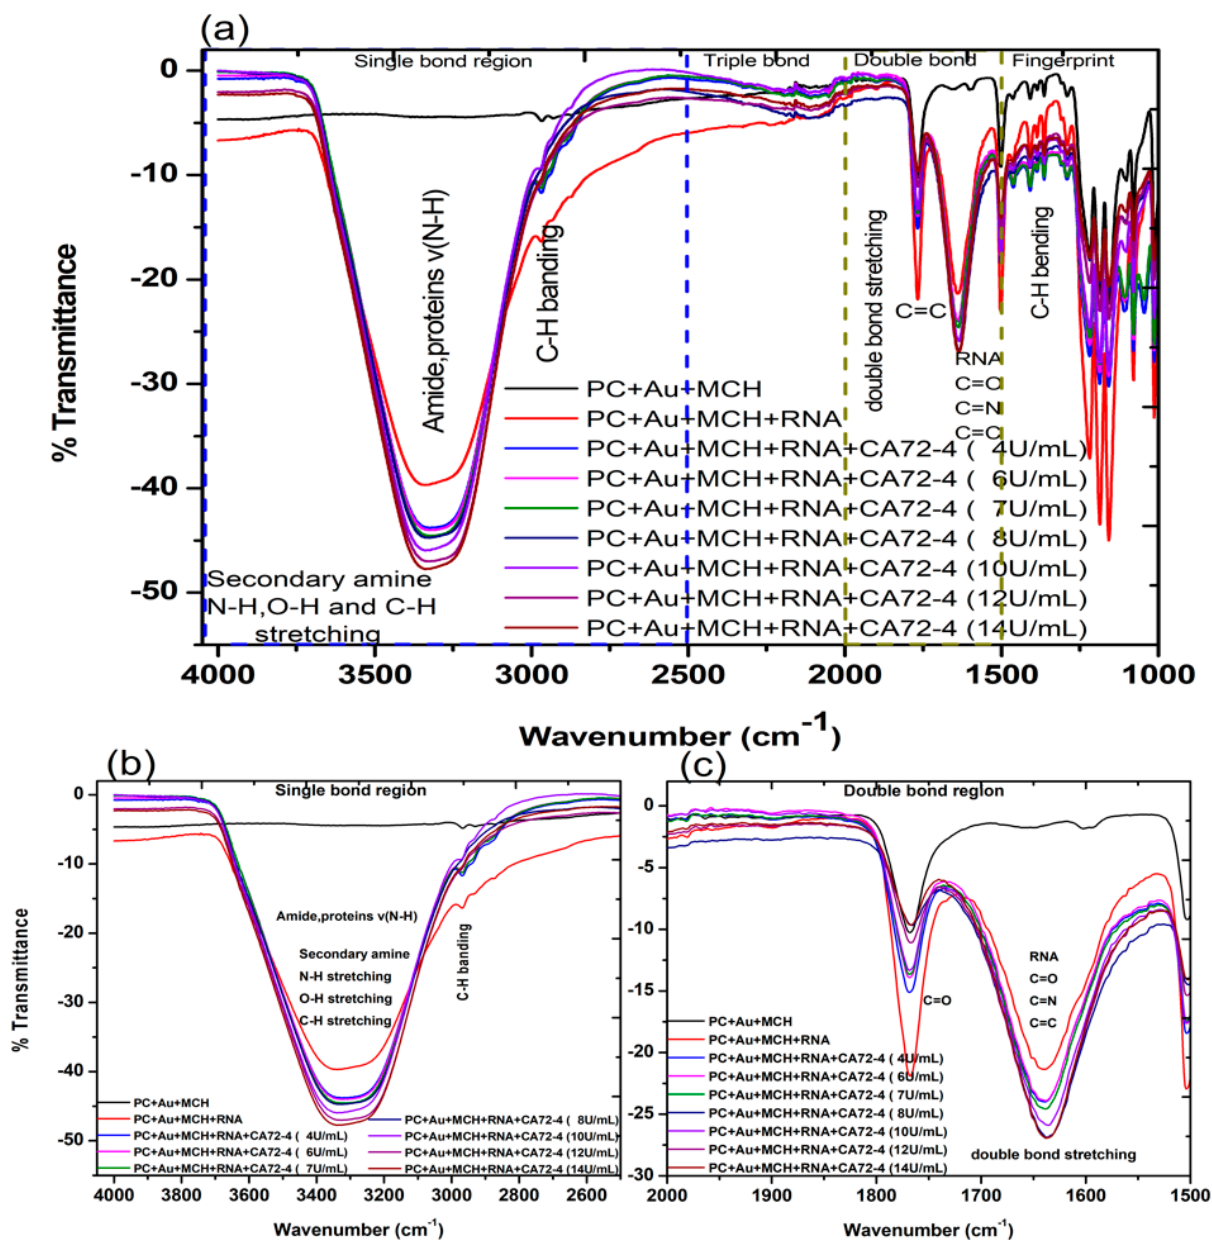 (a)
Single bond region
Triple bond
Double bond
Fingerprint
0
-10
-20
-30
-40
-50
% Transmittance
Amide,proteins v(N-H)
C-H banding
double bond stretching
C=C
RNA
C=O
C=N
C=C
C-H bending
PC+Au+MCH
PC+Au+MCH+RNA
PC+Au+MCH+RNA+CA72-4 ( 4U/mL)
PC+Au+MCH+RNA+CA72-4 ( 6U/mL)
PC+Au+MCH+RNA+CA72-4 ( 7U/mL)
PC+Au+MCH+RNA+CA72-4 ( 8U/mL)
PC+Au+MCH+RNA+CA72-4 (10U/mL)
PC+Au+MCH+RNA+CA72-4 (12U/mL)
PC+Au+MCH+RNA+CA72-4 (14U/mL)
Secondary amine
N-H,O-H and C-H
stretching
4000 3500 3000 2500 2000 1500 1000
Wavenumber (cm⁻¹)
(b)
Single bond region
0
-10
-20
-30
-40
-50
% Transmittance
Amide,proteins v(N-H)
Secondary amine
N-H stretching
O-H stretching
C-H stretching
C-H banding
PC+Au+MCH
PC+Au+MCH+RNA
PC+Au+MCH+RNA+CA72-4 ( 4U/mL)
PC+Au+MCH+RNA+CA72-4 ( 6U/mL)
PC+Au+MCH+RNA+CA72-4 ( 7U/mL)
PC+Au+MCH+RNA+CA72-4 ( 8U/mL)
PC+Au+MCH+RNA+CA72-4 (10U/mL)
PC+Au+MCH+RNA+CA72-4 (12U/mL)
PC+Au+MCH+RNA+CA72-4 (14U/mL)
4000 3800 3600 3400 3200 3000 2800 2600
Wavenumber (cm⁻¹)
(c)
Double bond region
0
-5
-10
-15
-20
-25
-30
C=O
RNA
C=O
C=N
C=C
PC+Au+MCH
PC+Au+MCH+RNA
PC+Au+MCH+RNA+CA72-4 ( 4U/mL)
PC+Au+MCH+RNA+CA72-4 ( 6U/mL)
PC+Au+MCH+RNA+CA72-4 ( 7U/mL)
PC+Au+MCH+RNA+CA72-4 ( 8U/mL)
PC+Au+MCH+RNA+CA72-4 (10U/mL)
PC+Au+MCH+RNA+CA72-4 (12U/mL)
PC+Au+MCH+RNA+CA72-4 (14U/mL)
double bond stretching
2000 1900 1800 1700 1600 1500
Wavenumber (cm⁻¹)